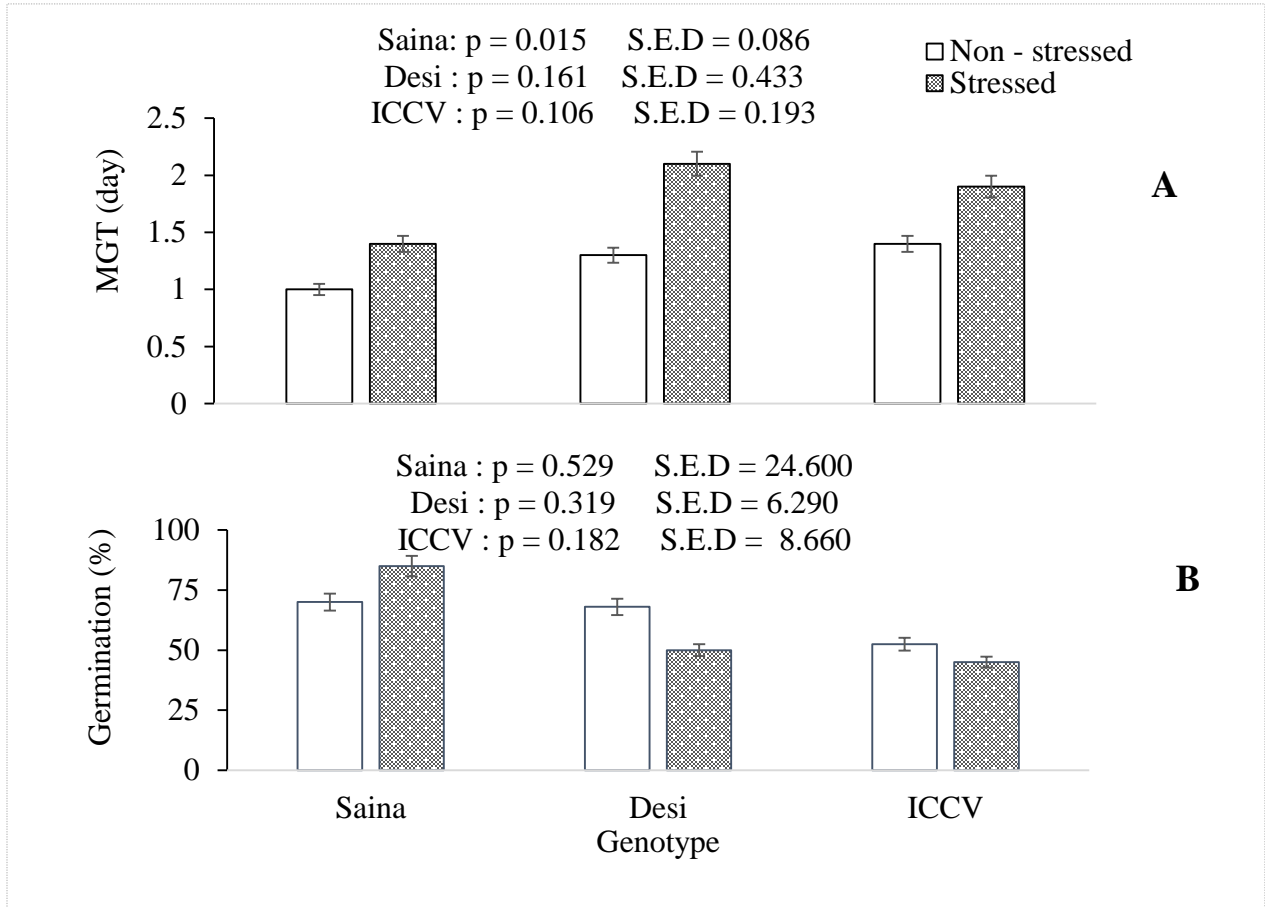 Saina: p = 0.015 S.E.D = 0.086
Desi : p = 0.161 S.E.D = 0.433
ICCV : p = 0.106 S.E.D = 0.193
Non - stressed
Stressed
2.5
2
1.5
1
0.5
0
MGT (day)
A
Saina : p = 0.529 S.E.D = 24.600
Desi : p = 0.319 S.E.D = 6.290
ICCV : p = 0.182 S.E.D = 8.660
100
75
50
25
0
Germination (%)
B
Saina Desi ICCV
Genotype